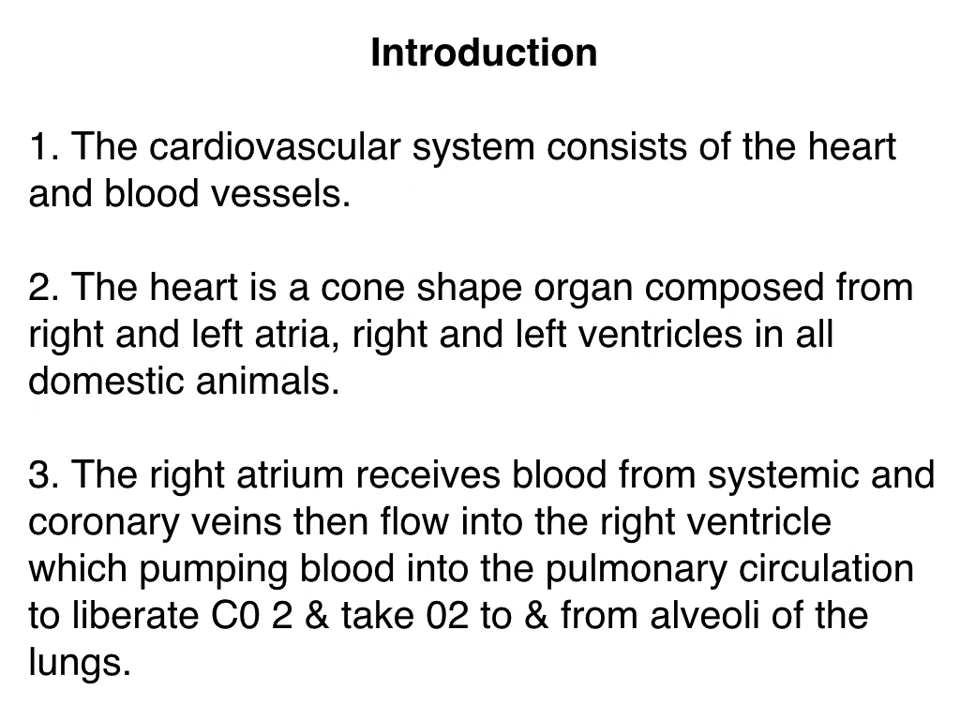 Introduction
1. The cardiovascular system consists of the heart
and blood vessels.
2. The heart is a cone shape organ composed from
right and left atria, right and left ventricles in all
domestic animals.
3. The right atrium receives blood from systemic and
coronary veins then flow into the right ventricle
which pumping blood into the pulmonary circulation
to liberate C0 2 & take 02 to & from alveoli of the
lungs.